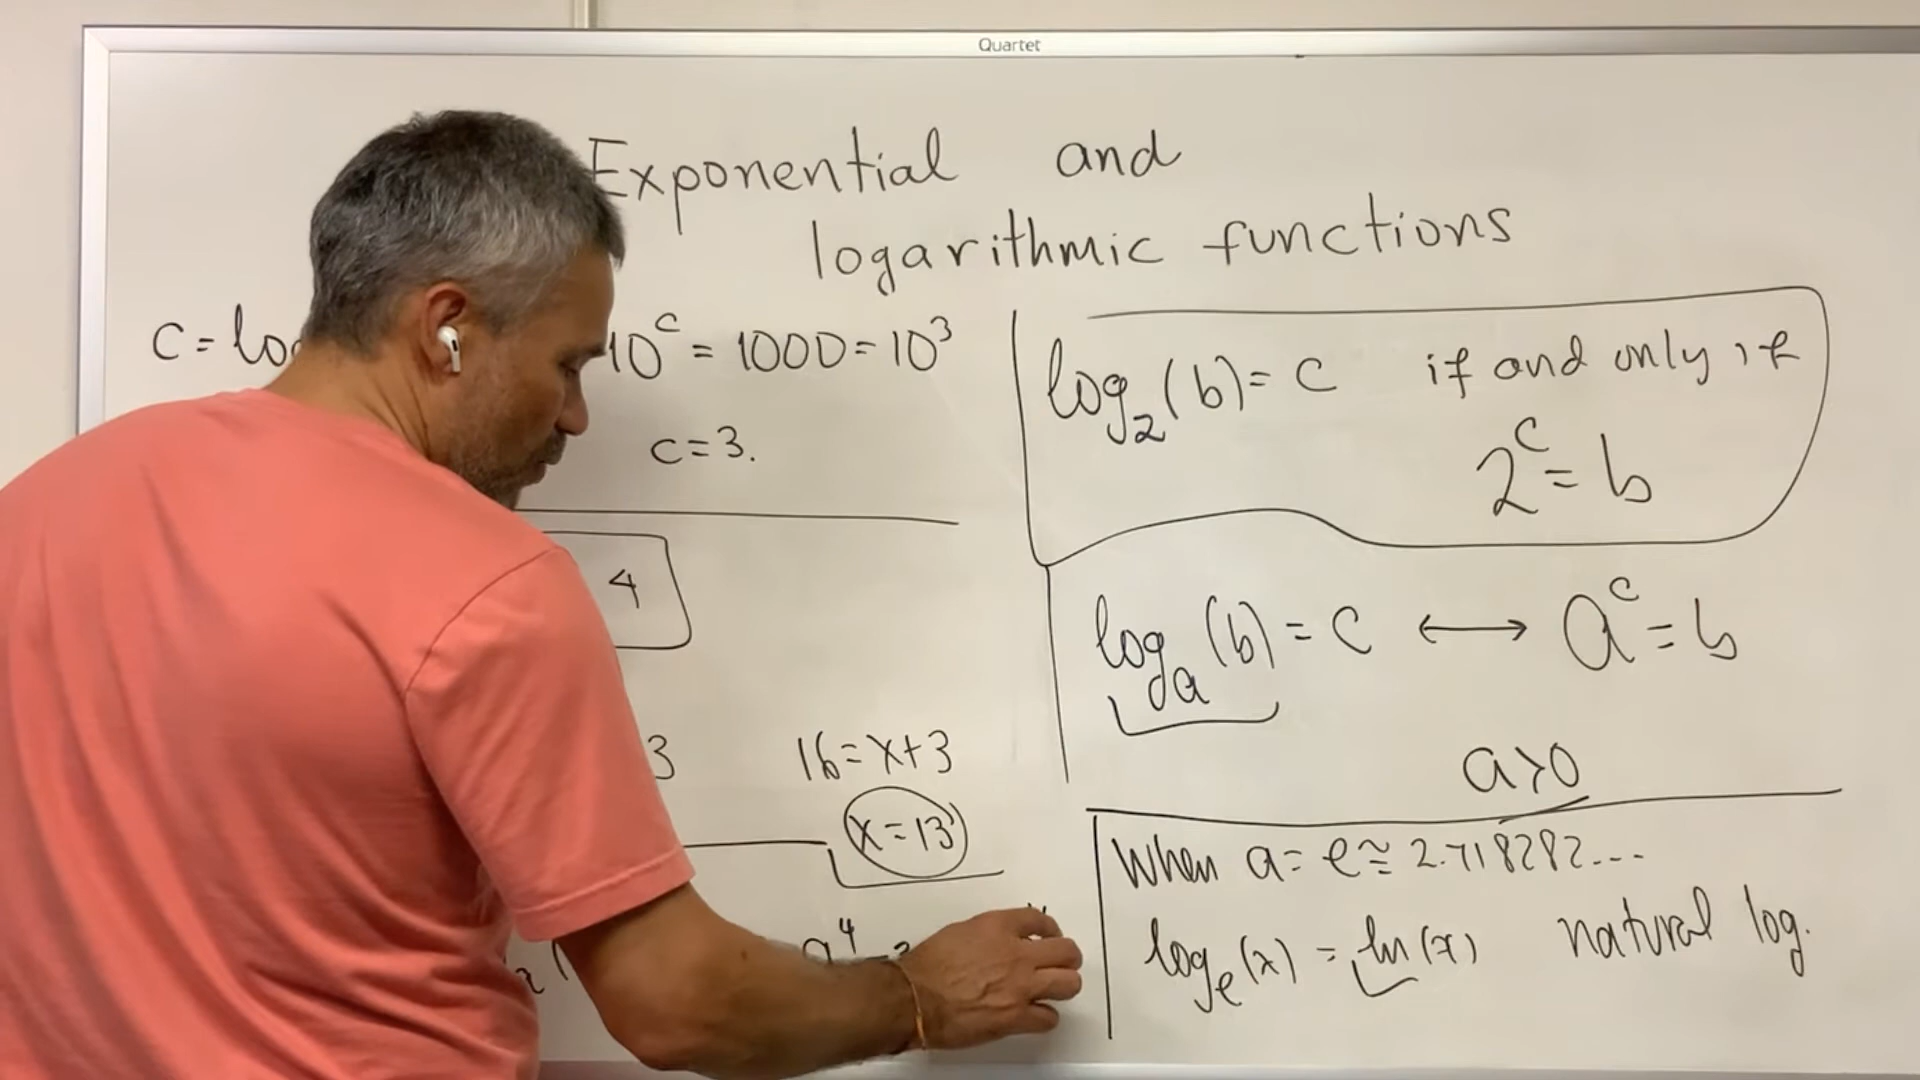 Quartet
Exponential and
logarithmic functions
c = log 10^c = 1000 = 10^3
c = 3.
4
3 16 = x + 3
x = 13
a^4 =
log_2(b) = c if and only if
2^c = b
log_a(b) = c ⟷ a^c = b
a > 0
When a = e ≅ 2.718282...
log_e(x) = ln(x) natural log.